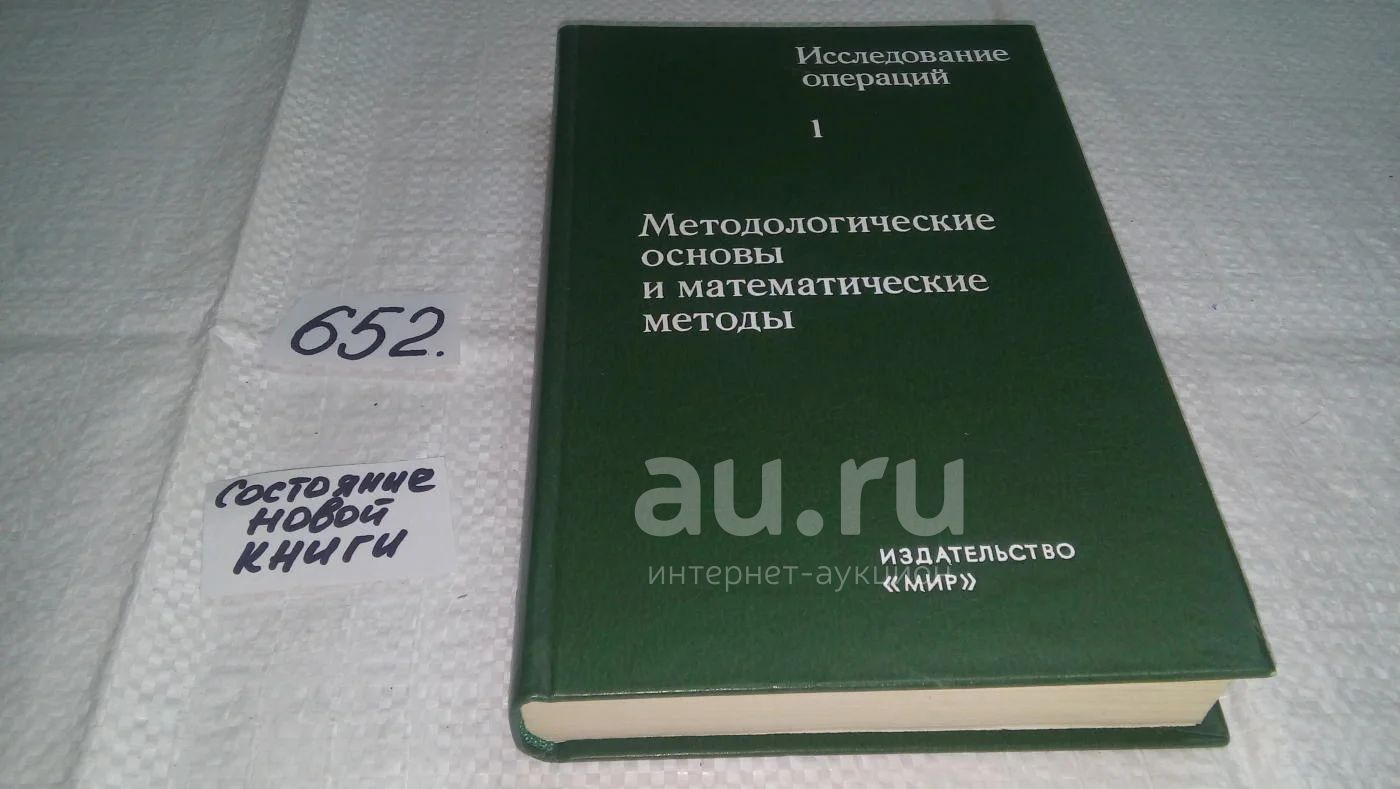 Исследование
операций
1
Методологические
основы
и математические
методы
652.
состояние
новой
книги
au.ru
интернет-аукцион
ИЗДАТЕЛЬСТВО
«МИР»